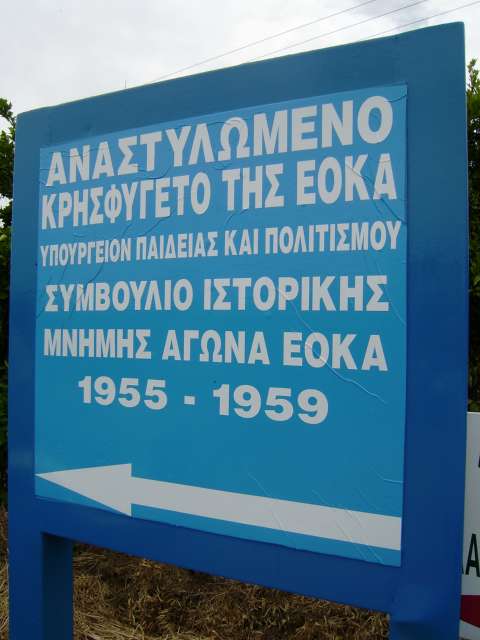 ΑΝΑΣΤΥΛΩΜΕΝΟ
ΚΡΗΣΦΥΓΕΤΟ ΤΗΣ ΕΟΚΑ
ΥΠΟΥΡΓΕΙΟΝ ΠΑΙΔΕΙΑΣ ΚΑΙ ΠΟΛΙΤΙΣΜΟΥ
ΣΥΜΒΟΥΛΙΟ ΙΣΤΟΡΙΚΗΣ
ΜΝΗΜΗΣ ΑΓΩΝΑ ΕΟΚΑ
1955 - 1959